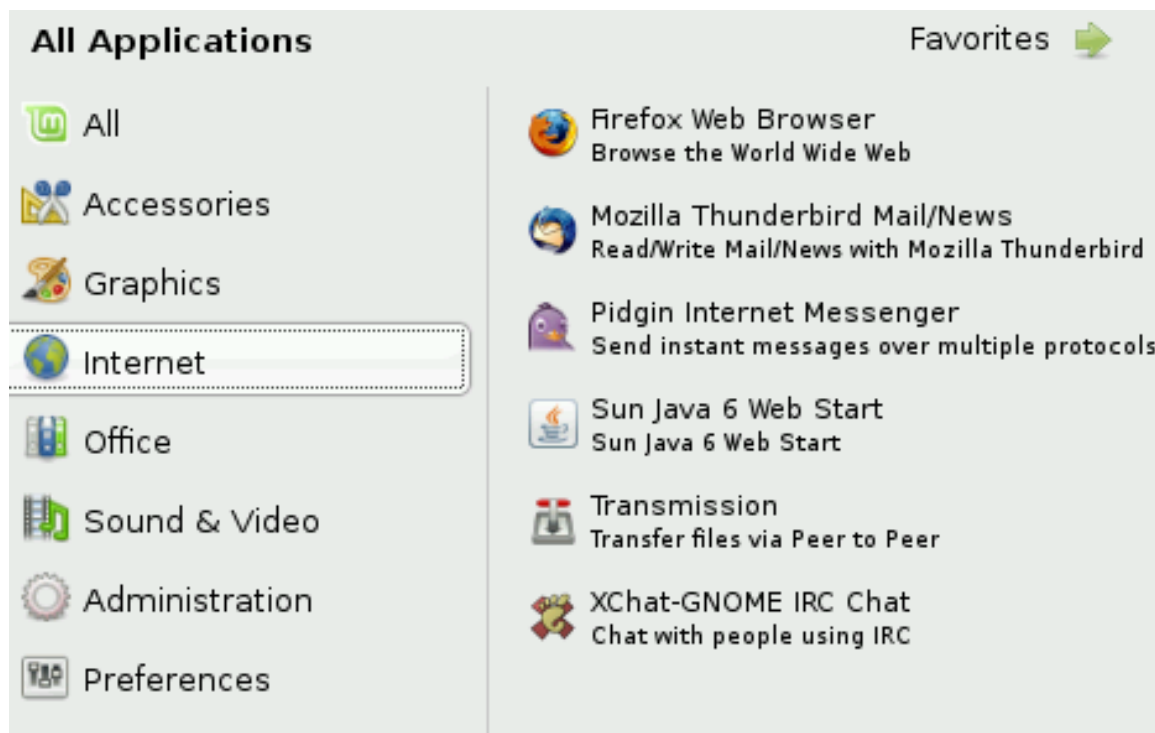 All Applications
Favorites
All
Accessories
Graphics
Internet
Office
Sound & Video
Administration
Preferences
Firefox Web Browser
Browse the World Wide Web
Mozilla Thunderbird Mail/News
Read/Write Mail/News with Mozilla Thunderbird
Pidgin Internet Messenger
Send instant messages over multiple protocols
Sun Java 6 Web Start
Sun Java 6 Web Start
Transmission
Transfer files via Peer to Peer
XChat-GNOME IRC Chat
Chat with people using IRC